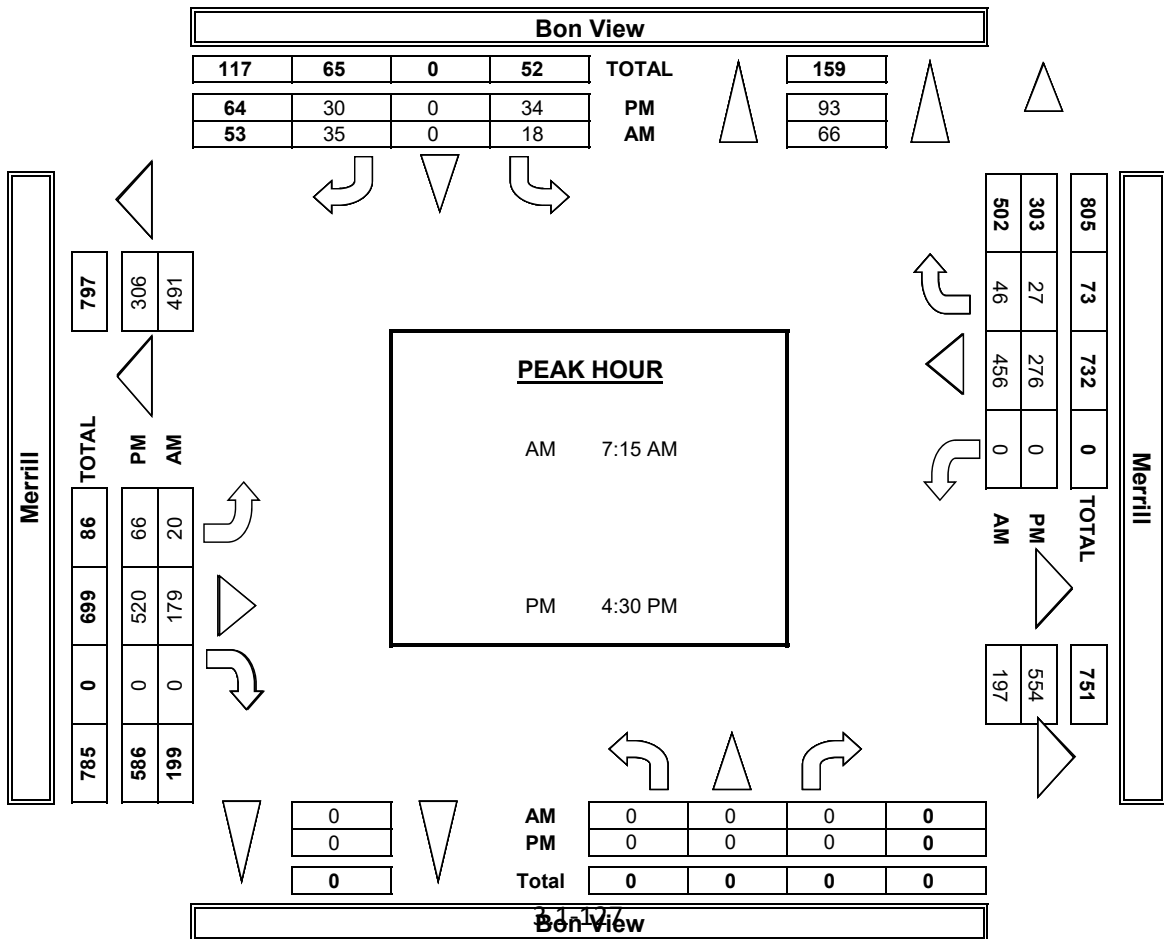 Bon View
117 65 0 52 TOTAL 159
64 30 0 34 PM 93
53 35 0 18 AM 66
Merrill
797
306
491
TOTAL
PM
AM
86 699 0 785
66 520 0 586
20 179 0 199
PEAK HOUR
AM 7:15 AM
PM 4:30 PM
805 73 732 0 TOTAL
303 27 276 0 PM
502 46 456 0 AM
751
554
197
Merrill
0 AM 0 0 0 0
0 PM 0 0 0 0
0 Total 0 0 0 0
3.1-127
Bon View